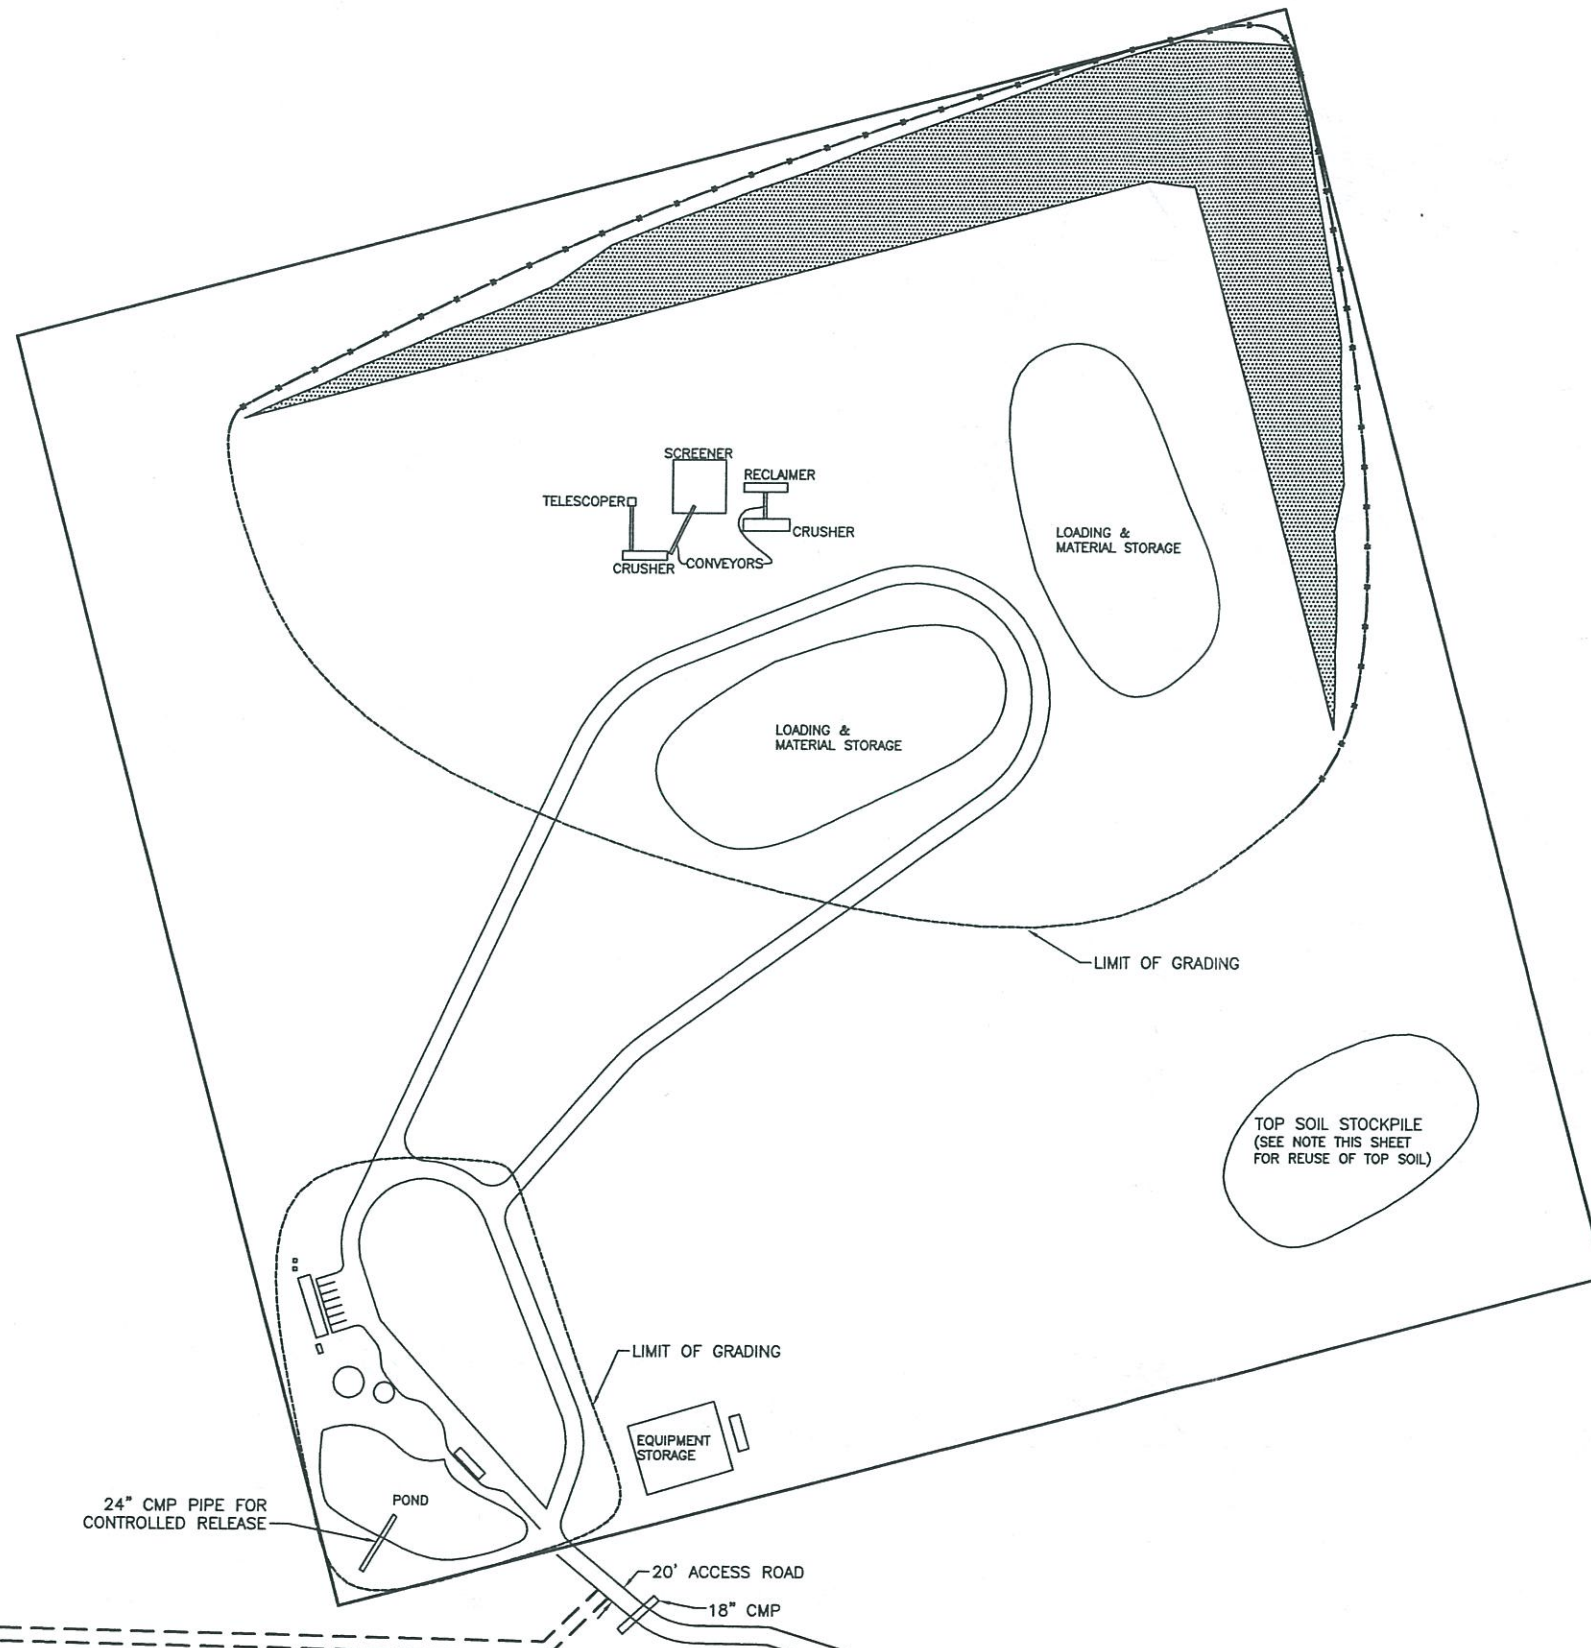 SCREENER
RECLAIMER
TELESCOPER
CRUSHER
CRUSHER
CONVEYORS
LOADING &
MATERIAL STORAGE
LOADING &
MATERIAL STORAGE
LIMIT OF GRADING
TOP SOIL STOCKPILE
(SEE NOTE THIS SHEET
FOR REUSE OF TOP SOIL)
LIMIT OF GRADING
EQUIPMENT
STORAGE
POND
24" CMP PIPE FOR
CONTROLLED RELEASE
20' ACCESS ROAD
18" CMP